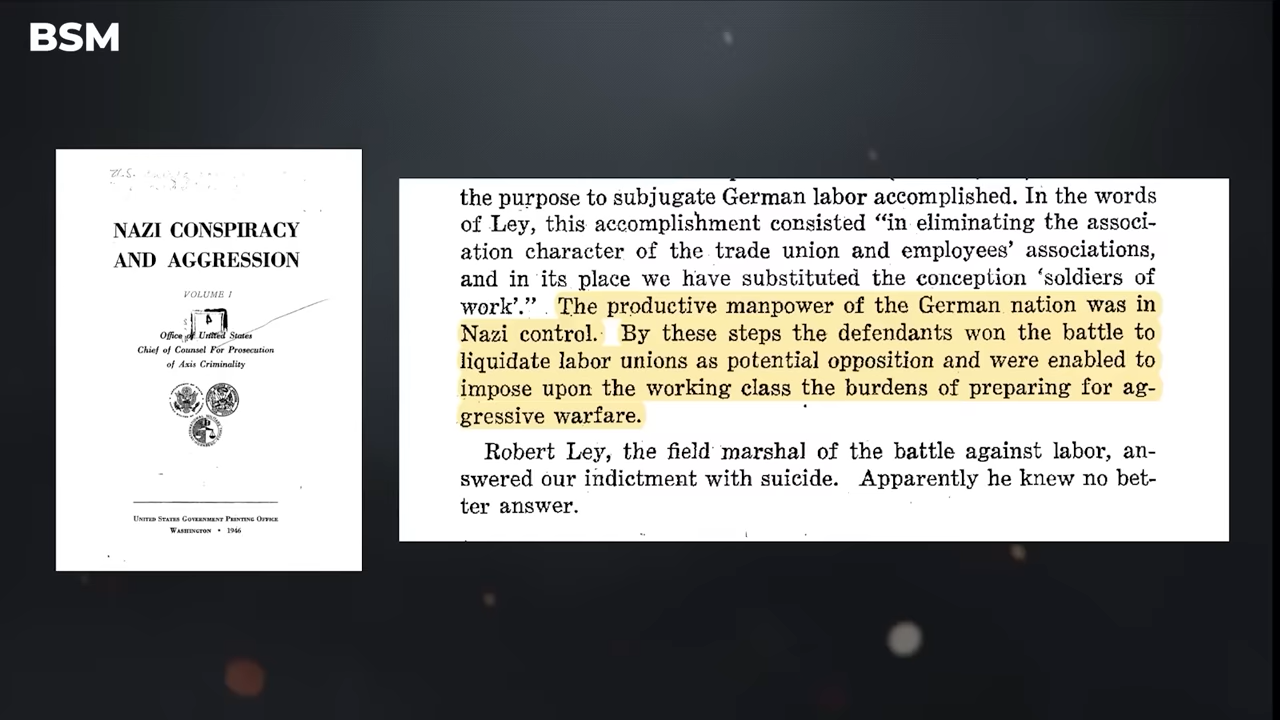 BSM
NAZI CONSPIRACY
AND AGGRESSION
VOLUME I
Office of United States
Chief of Counsel For Prosecution
of Axis Criminality
UNITED STATES GOVERNMENT PRINTING OFFICE
WASHINGTON • 1946
the purpose to subjugate German labor accomplished. In the words
of Ley, this accomplishment consisted “in eliminating the associ-
ation character of the trade union and employees’ associations,
and in its place we have substituted the conception ‘soldiers of
work’.” The productive manpower of the German nation was in
Nazi control. By these steps the defendants won the battle to
liquidate labor unions as potential opposition and were enabled to
impose upon the working class the burdens of preparing for ag-
gressive warfare.
Robert Ley, the field marshal of the battle against labor, an-
swered our indictment with suicide. Apparently he knew no bet-
ter answer.